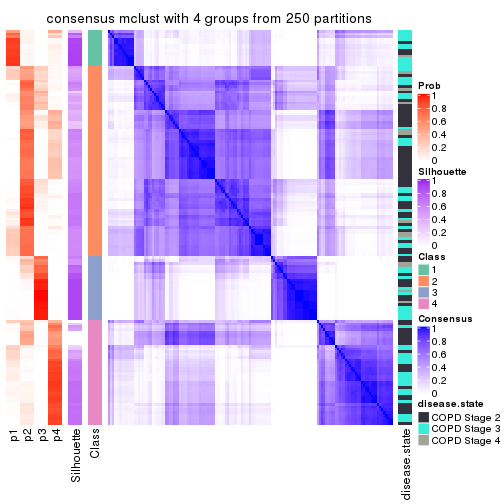 consensus mclust with 4 groups from 250 partitions
Prob
1
0.8
0.6
0.4
0.2
0
Silhouette
1
0.8
0.6
0.4
0.2
0
Class
1
2
3
4
Consensus
1
0.8
0.6
0.4
0.2
0
disease.state
COPD Stage 2
COPD Stage 3
COPD Stage 4
p1
p2
p3
p4
Silhouette
Class
disease.state